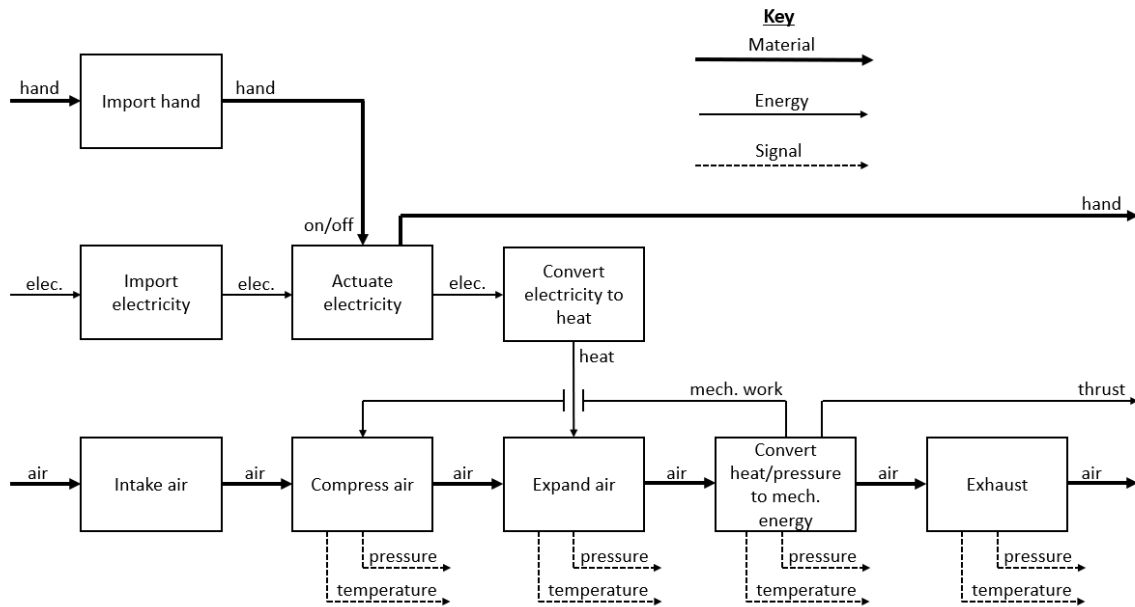 Key
Material
Energy
Signal
hand
Import hand
hand
on/off
hand
elec.
Import
electricity
elec.
Actuate
electricity
elec.
Convert
electricity to
heat
heat
mech. work
thrust
air
Intake air
air
Compress air
air
Expand air
air
Convert
heat/pressure
to mech.
energy
air
Exhaust
air
pressure
temperature
pressure
temperature
pressure
temperature
pressure
temperature